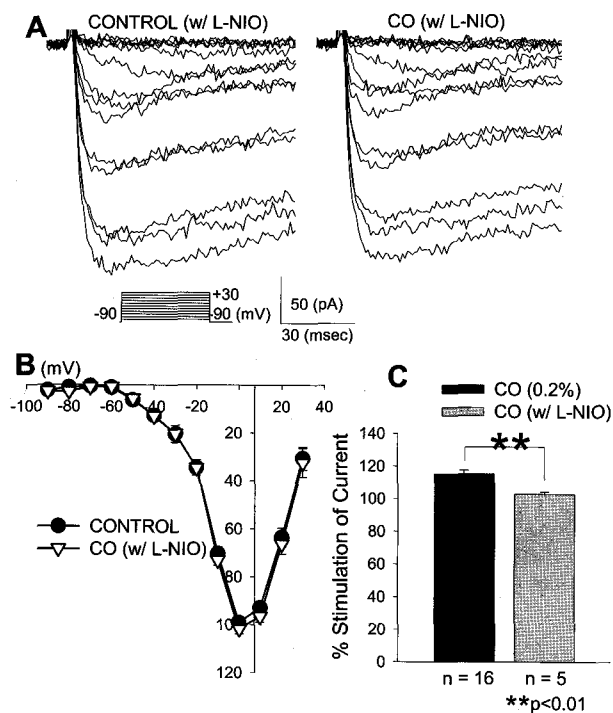 A
CONTROL (w/ L-NIO)
CO (w/ L-NIO)
+30
-90
-90 (mV)
50 (pA)
30 (msec)
B
(mV)
-100 -80 -60 -40 -20 0 20 40
20
40
60
80
100
120
CONTROL
CO (w/ L-NIO)
C
CO (0.2%)
CO (w/ L-NIO)
% Stimulation of Current
140
120
100
80
60
40
20
0
**
n = 16
n = 5
**p<0.01